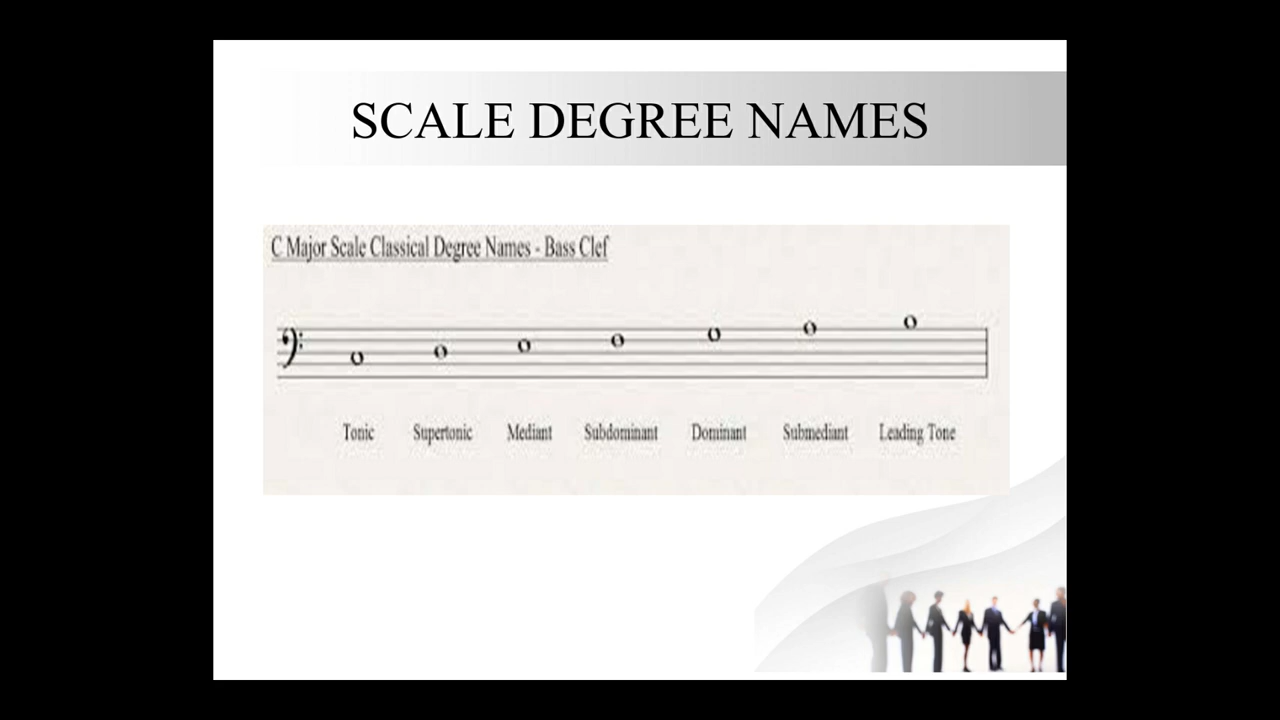 SCALE DEGREE NAMES
C Major Scale Classical Degree Names - Bass Clef
Tonic Supertonic Mediant Subdominant Dominant Submediant Leading Tone